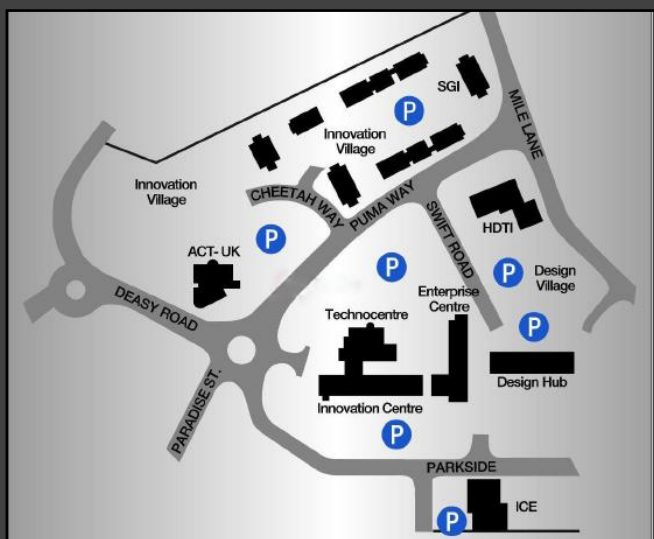 SGI
P
MILE LANE
Innovation
Village
Innovation
Village
CHEETAH WAY
PUMA WAY
SWIFT ROAD
HDTI
P
ACT- UK
P
P
Design
Village
DEASY ROAD
Enterprise
Centre
Technocentre
P
PARADISE ST.
Design Hub
Innovation Centre
P
PARKSIDE
ICE
P